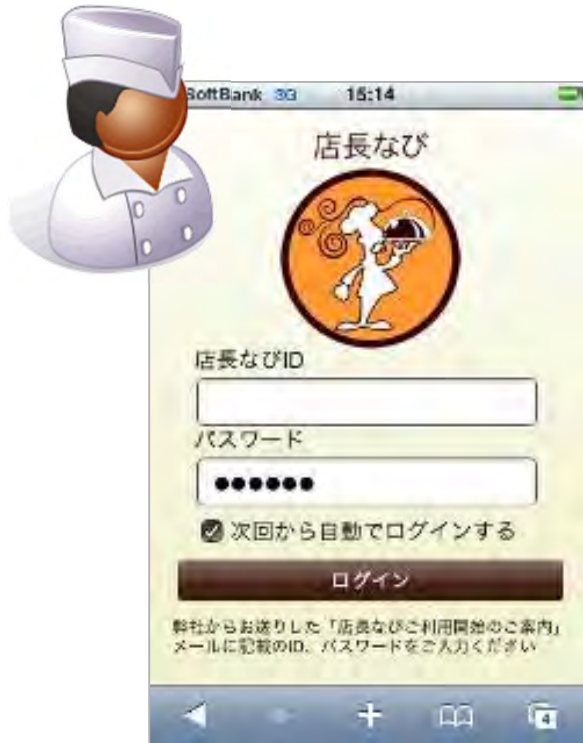 SoftBank 3G 15:14
店長なび
店長なびID
パスワード
●●●●●●
次回から自動でログインする
ログイン
弊社からお送りした「店長なびご利用開始のご案内」
メールに記載のID、パスワードをご入力ください
4